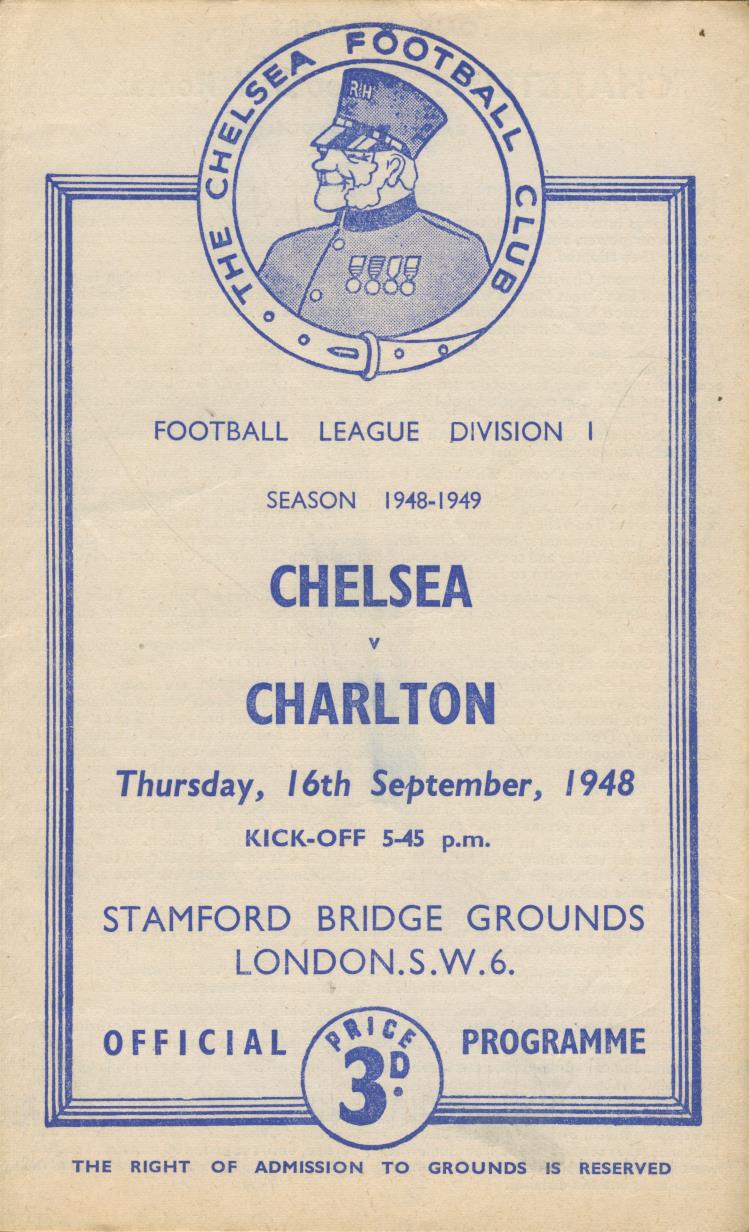 THE CHELSEA FOOTBALL CLUB
RH
FOOTBALL LEAGUE DIVISION I
SEASON 1948-1949
CHELSEA
v
CHARLTON
Thursday, 16th September, 1948
KICK-OFF 5-45 p.m.
STAMFORD BRIDGE GROUNDS
LONDON.S.W.6.
OFFICIAL PRICE 3D. PROGRAMME
THE RIGHT OF ADMISSION TO GROUNDS IS RESERVED